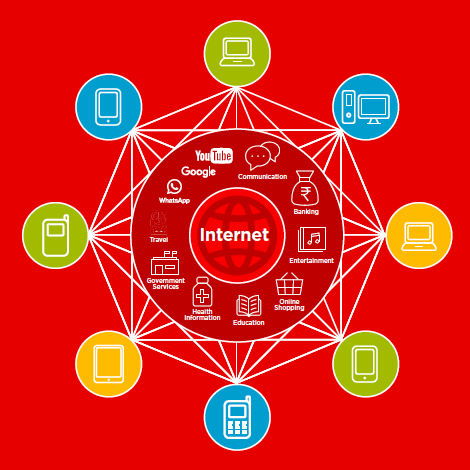 YouTube
Google
Communication
WhatsApp
Banking
Internet
Travel
Entertainment
Government
Services
Online
Shopping
Health
Information
Education